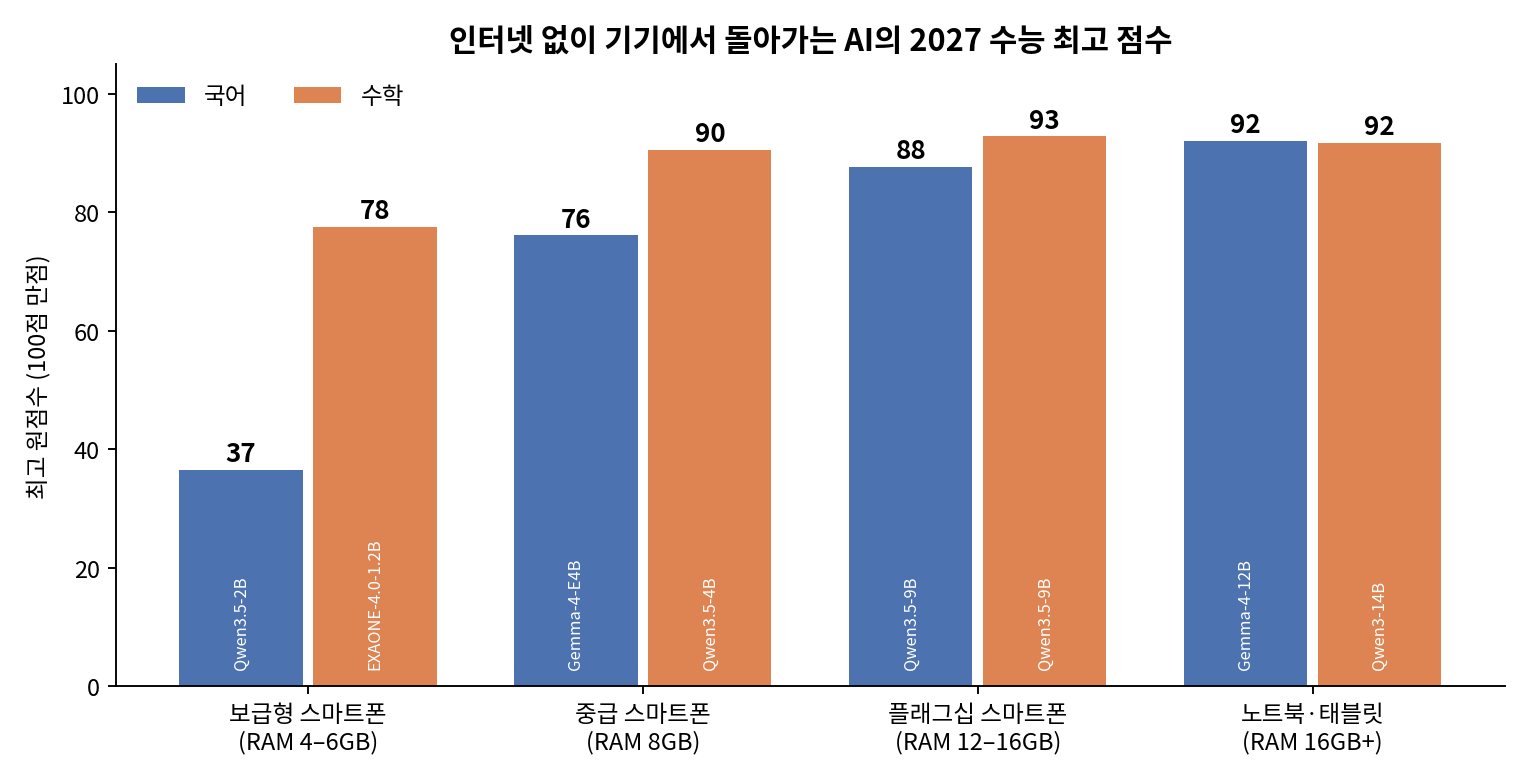 인터넷 없이 기기에서 돌아가는 AI의 2027 수능 최고 점수
국어
수학
최고 원점수 (100점 만점)
100
80
60
40
20
0
37
78
76
90
88
93
92
92
Qwen3.5-2B
EXAONE-4.0-1.2B
Gemma-4-E4B
Qwen3.5-4B
Qwen3.5-9B
Qwen3.5-9B
Gemma-4-12B
Qwen3-14B
보급형 스마트폰
(RAM 4–6GB)
중급 스마트폰
(RAM 8GB)
플래그십 스마트폰
(RAM 12–16GB)
노트북·태블릿
(RAM 16GB+)